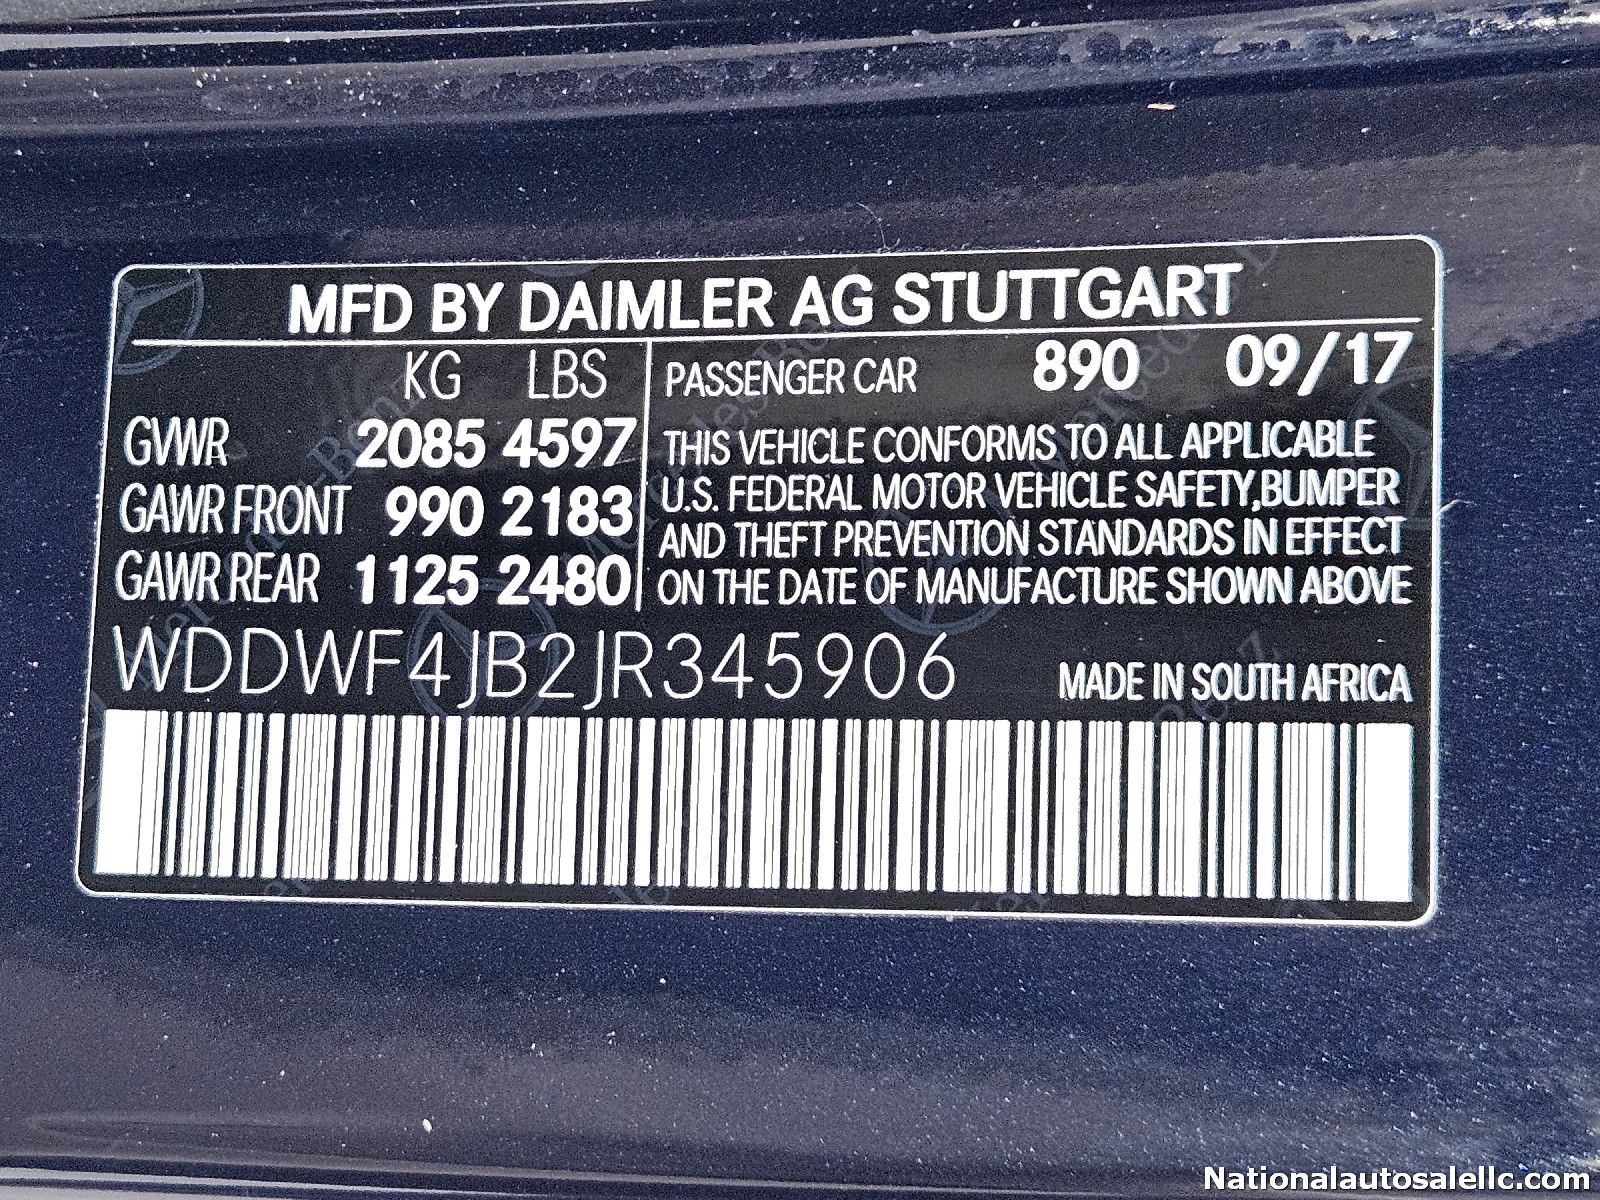 MFD BY DAIMLER AG STUTTGART
KG LBS
GVWR 2085 4597
GAWR FRONT 990 2183
GAWR REAR 1125 2480
PASSENGER CAR 890 09/17
THIS VEHICLE CONFORMS TO ALL APPLICABLE
U.S. FEDERAL MOTOR VEHICLE SAFETY,BUMPER
AND THEFT PREVENTION STANDARDS IN EFFECT
ON THE DATE OF MANUFACTURE SHOWN ABOVE
WDDWF4JB2JR345906
MADE IN SOUTH AFRICA
Nationalautosalellc.com